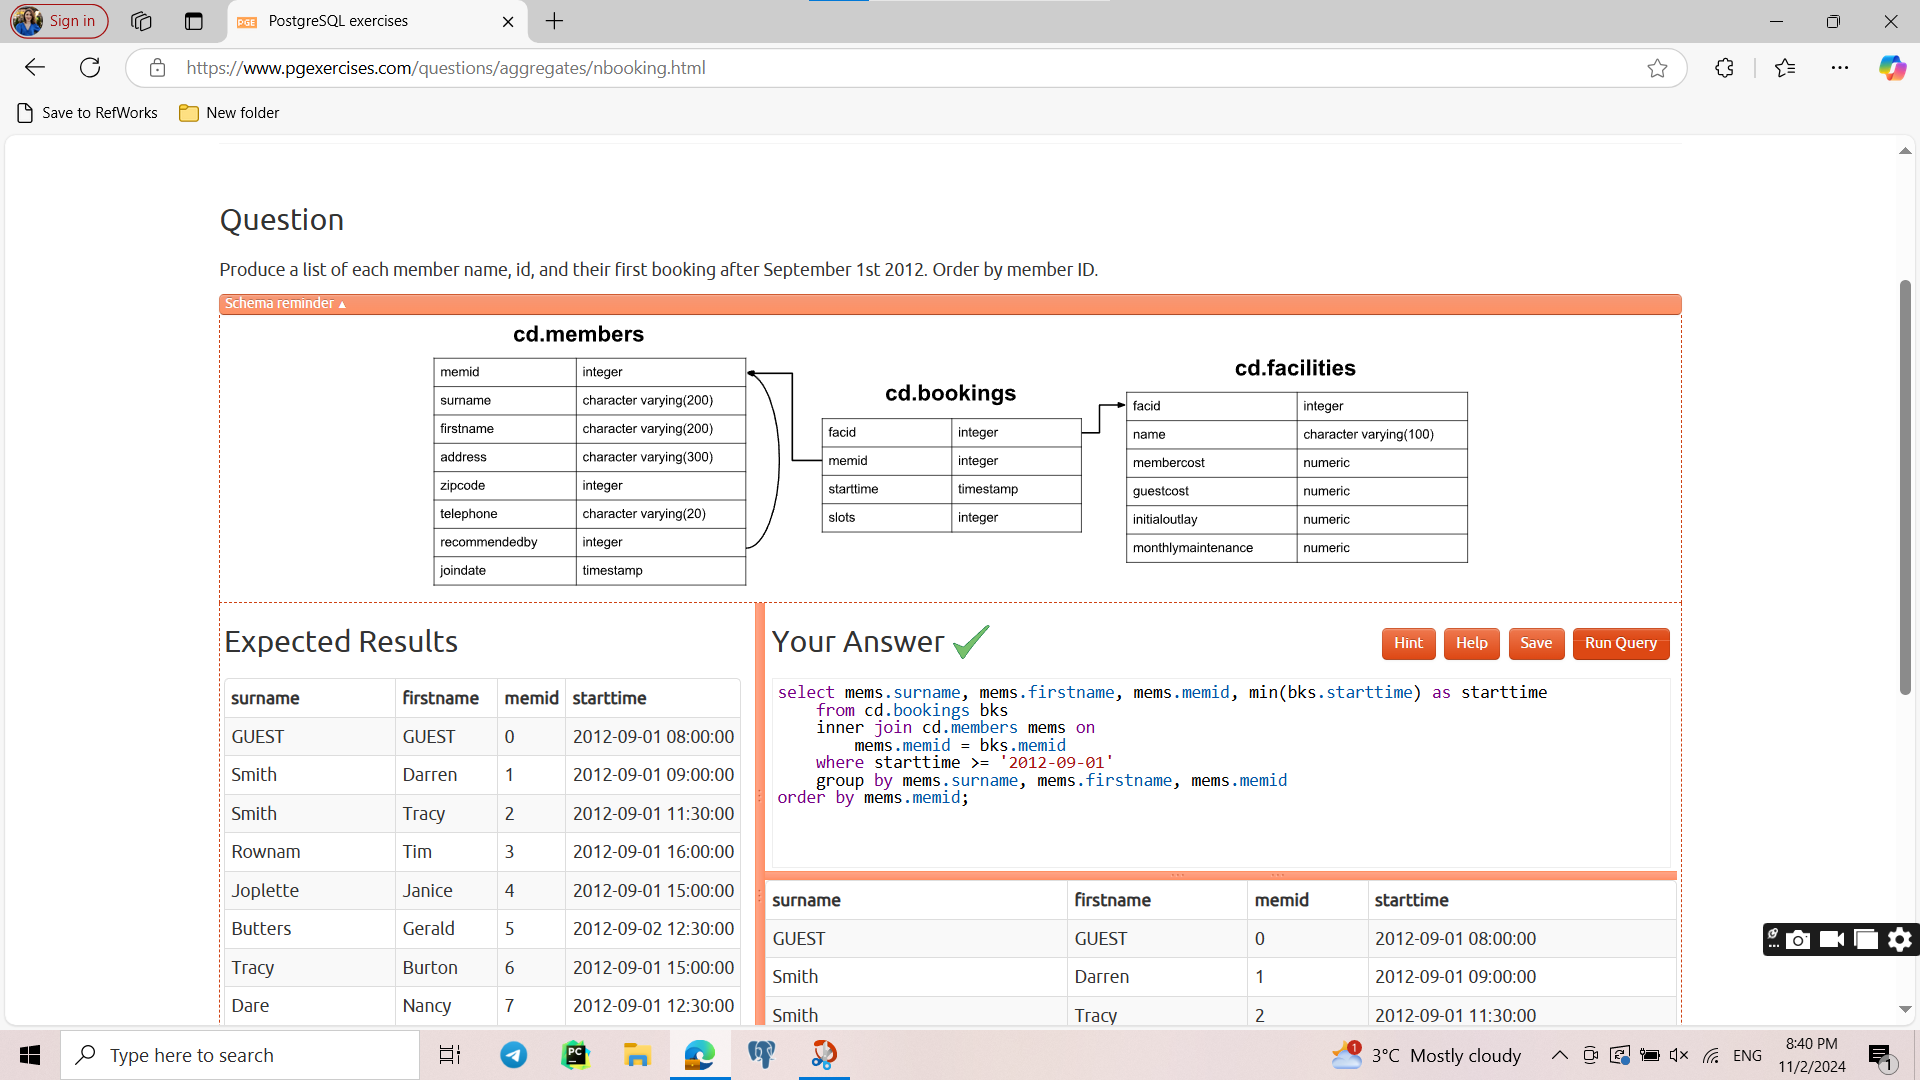 Sign in
PGE PostgreSQL exercises
https://www.pgexercises.com/questions/aggregates/nbooking.html
Save to RefWorks
New folder
Question
Produce a list of each member name, id, and their first booking after September 1st 2012. Order by member ID.
Schema reminder ▲
cd.members
memid integer
surname character varying(200)
firstname character varying(200)
address character varying(300)
zipcode integer
telephone character varying(20)
recommendedby integer
joindate timestamp
cd.bookings
facid integer
memid integer
starttime timestamp
slots integer
cd.facilities
facid integer
name character varying(100)
membercost numeric
guestcost numeric
initialoutlay numeric
monthlymaintenance numeric
Expected Results
surname firstname memid starttime
GUEST GUEST 0 2012-09-01 08:00:00
Smith Darren 1 2012-09-01 09:00:00
Smith Tracy 2 2012-09-01 11:30:00
Rownam Tim 3 2012-09-01 16:00:00
Joplette Janice 4 2012-09-01 15:00:00
Butters Gerald 5 2012-09-02 12:30:00
Tracy Burton 6 2012-09-01 15:00:00
Dare Nancy 7 2012-09-01 12:30:00
Your Answer
Hint Help Save Run Query
select mems.surname, mems.firstname, mems.memid, min(bks.starttime) as starttime
from cd.bookings bks
inner join cd.members mems on
mems.memid = bks.memid
where starttime >= '2012-09-01'
group by mems.surname, mems.firstname, mems.memid
order by mems.memid;
surname firstname memid starttime
GUEST GUEST 0 2012-09-01 08:00:00
Smith Darren 1 2012-09-01 09:00:00
Smith Tracy 2 2012-09-01 11:30:00
Type here to search
PC
1
3°C Mostly cloudy
ENG
8:40 PM
11/2/2024
1